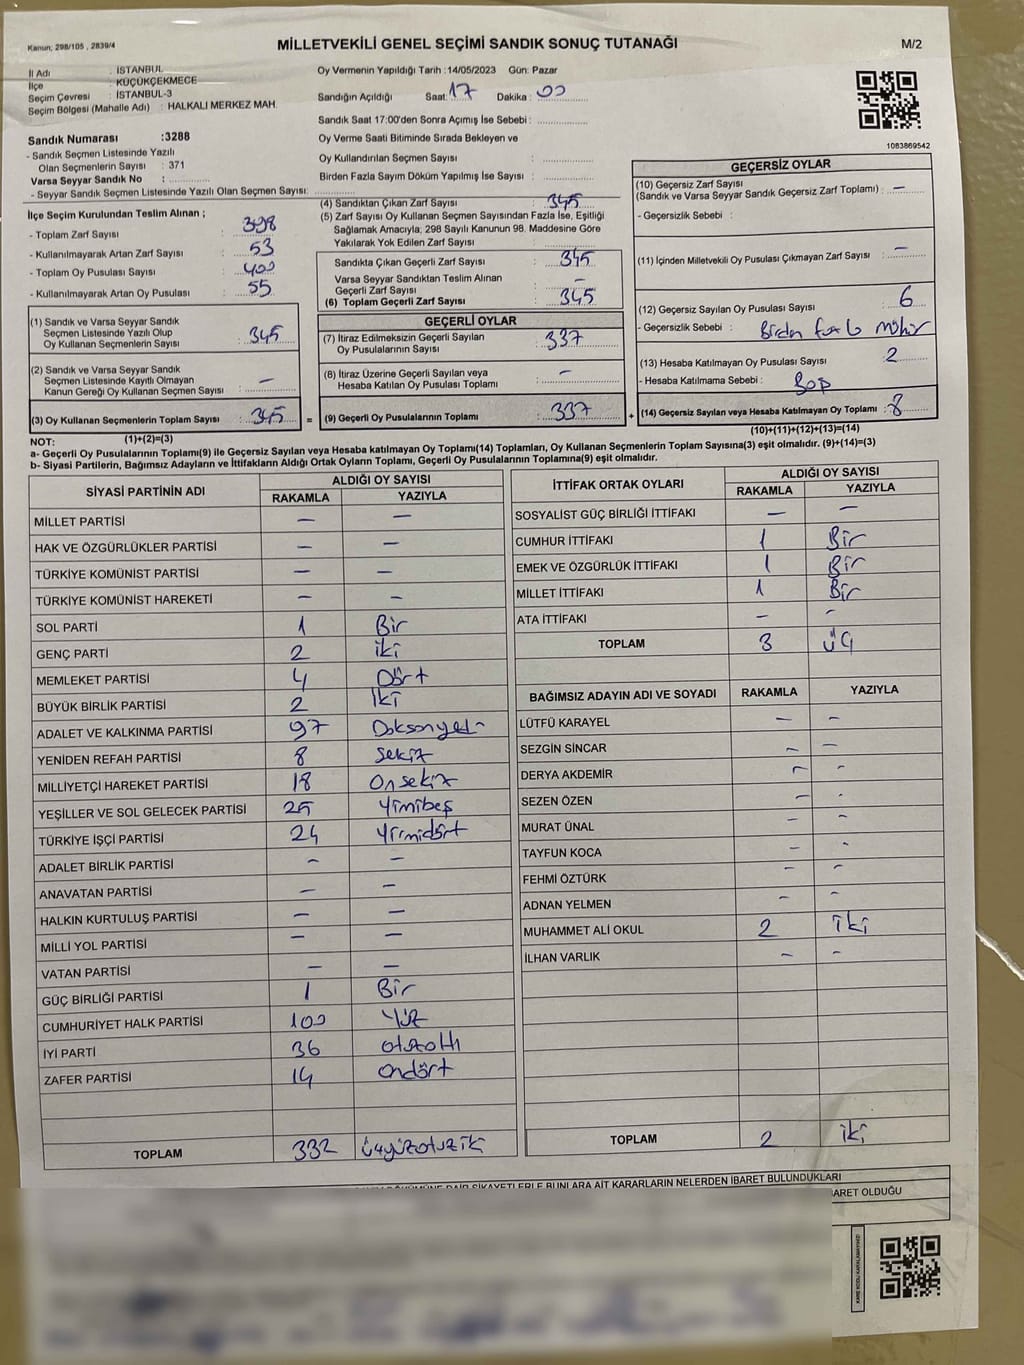 Kanun; 298/105 , 2839/4
MİLLETVEKİLİ GENEL SEÇİMİ SANDIK SONUÇ TUTANAĞI
M/2
İl Adı : İSTANBUL
İlçe : KÜÇÜKÇEKMECE
Seçim Çevresi : İSTANBUL-3
Seçim Bölgesi (Mahalle Adı) : HALKALI MERKEZ MAH.
Oy Vermenin Yapıldığı Tarih :14/05/2023 Gün: Pazar
Sandığın Açıldığı Saat: 17 Dakika : 00
Sandık Saat 17:00'den Sonra Açımış İse Sebebi :
1083869542
Sandık Numarası :3288
- Sandık Seçmen Listesinde Yazılı
Olan Seçmenlerin Sayısı : 371
Varsa Seyyar Sandık No :
- Seyyar Sandık Seçmen Listesinde Yazılı Olan Seçmen Sayısı:
Oy Verme Saati Bitiminde Sırada Bekleyen ve
Oy Kullandırılan Seçmen Sayısı :
Birden Fazla Sayım Döküm Yapılmış İse Sayısı :
İlçe Seçim Kurulundan Teslim Alınan ;
- Toplam Zarf Sayısı : 398
- Kullanılmayarak Artan Zarf Sayısı : 53
- Toplam Oy Pusulası Sayısı : 400
- Kullanılmayarak Artan Oy Pusulası : 55
(4) Sandıktan Çıkan Zarf Sayısı : 345
(5) Zarf Sayısı Oy Kullanan Seçmen Sayısından Fazla İse, Eşitliği
Sağlamak Amacıyla; 298 Sayılı Kanunun 98. Maddesine Göre
Yakılarak Yok Edilen Zarf Sayısı :
Sandıkta Çıkan Geçerli Zarf Sayısı : 345
Varsa Seyyar Sandıktan Teslim Alınan
Geçerli Zarf Sayısı : —
(6) Toplam Geçerli Zarf Sayısı : 345
GEÇERSİZ OYLAR
(10) Geçersiz Zarf Sayısı
(Sandık ve Varsa Seyyar Sandık Geçersiz Zarf Toplamı) : —
- Geçersizlik Sebebi :
(11) İçinden Milletvekili Oy Pusulası Çıkmayan Zarf Sayısı : —
(12) Geçersiz Sayılan Oy Pusulası Sayısı : 6
- Geçersizlik Sebebi : Birden fazla mühür
(13) Hesaba Katılmayan Oy Pusulası Sayısı : 2
- Hesaba Katılmama Sebebi : Boş
(14) Geçersiz Sayılan veya Hesaba Katılmayan Oy Toplamı : 8
(10)+(11)+(12)+(13)=(14)
(1) Sandık ve Varsa Seyyar Sandık
Seçmen Listesinde Yazılı Olup
Oy Kullanan Seçmenlerin Sayısı : 345
(2) Sandık ve Varsa Seyyar Sandık
Seçmen Listesinde Kayıtlı Olmayan
Kanun Gereği Oy Kullanan Seçmen Sayısı : —
(3) Oy Kullanan Seçmenlerin Toplam Sayısı : 345 =
(1)+(2)=(3)
GEÇERLİ OYLAR
(7) İtiraz Edilmeksizin Geçerli Sayılan
Oy Pusulalarının Sayısı : 337
(8) İtiraz Üzerine Geçerli Sayılan veya
Hesaba Katılan Oy Pusulası Toplamı : —
(9) Geçerli Oy Pusulalarının Toplamı : 337 +
NOT:
a- Geçerli Oy Pusulalarının Toplamı(9) ile Geçersiz Sayılan veya Hesaba katılmayan Oy Toplamı(14) Toplamları, Oy Kullanan Seçmenlerin Toplam Sayısına(3) eşit olmalıdır. (9)+(14)=(3)
b- Siyasi Partilerin, Bağımsız Adayların ve İttifakların Aldığı Ortak Oyların Toplamı, Geçerli Oy Pusulalarının Toplamına(9) eşit olmalıdır.
SİYASİ PARTİNİN ADI ALDIĞI OY SAYISI
RAKAMLA YAZIYLA
MİLLET PARTİSİ — —
HAK VE ÖZGÜRLÜKLER PARTİSİ — —
TÜRKİYE KOMÜNİST PARTİSİ — —
TÜRKİYE KOMÜNİST HAREKETİ — —
SOL PARTİ 1 Bir
GENÇ PARTİ 2 iki
MEMLEKET PARTİSİ 4 Dört
BÜYÜK BİRLİK PARTİSİ 2 İki
ADALET VE KALKINMA PARTİSİ 97 Doksanyedi
YENİDEN REFAH PARTİSİ 8 sekiz
MİLLİYETÇİ HAREKET PARTİSİ 18 Onsekiz
YEŞİLLER VE SOL GELECEK PARTİSİ 25 Yirmibeş
TÜRKİYE İŞÇİ PARTİSİ 24 Yirmidört
ADALET BİRLİK PARTİSİ — —
ANAVATAN PARTİSİ — —
HALKIN KURTULUŞ PARTİSİ — —
MİLLİ YOL PARTİSİ — —
VATAN PARTİSİ — —
GÜÇ BİRLİĞİ PARTİSİ 1 Bir
CUMHURİYET HALK PARTİSİ 100 Yüz
İYİ PARTİ 36 otuzaltı
ZAFER PARTİSİ 14 ondört
TOPLAM 332 üçyüzotuziki
İTTİFAK ORTAK OYLARI ALDIĞI OY SAYISI
RAKAMLA YAZIYLA
SOSYALİST GÜÇ BİRLİĞİ İTTİFAKI — —
CUMHUR İTTİFAKI 1 Bir
EMEK VE ÖZGÜRLÜK İTTİFAKI 1 Bir
MİLLET İTTİFAKI 1 Bir
ATA İTTİFAKI — —
TOPLAM 3 üç
BAĞIMSIZ ADAYIN ADI VE SOYADI RAKAMLA YAZIYLA
LÜTFÜ KARAYEL — —
SEZGİN SİNCAR — —
DERYA AKDEMİR — —
SEZEN ÖZEN — —
MURAT ÜNAL — —
TAYFUN KOCA — —
FEHMİ ÖZTÜRK — —
ADNAN YELMEN — —
MUHAMMET ALİ OKUL 2 İki
İLHAN VARLIK — —
TOPLAM 2 iki
ŞİKAYETLERLE BUNLARA AİT KARARLARIN NELERDEN İBARET BULUNDUKLARI
BARET OLDUĞU